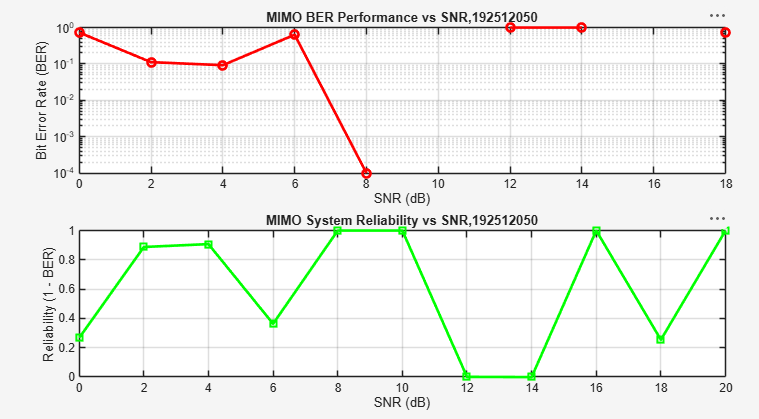 MIMO BER Performance vs SNR,192512050
Bit Error Rate (BER)
10^0
10^-1
10^-2
10^-3
10^-4
0 2 4 6 8 10 12 14 16 18
SNR (dB)
MIMO System Reliability vs SNR,192512050
Reliability (1 - BER)
1
0.8
0.6
0.4
0.2
0
0 2 4 6 8 10 12 14 16 18 20
SNR (dB)